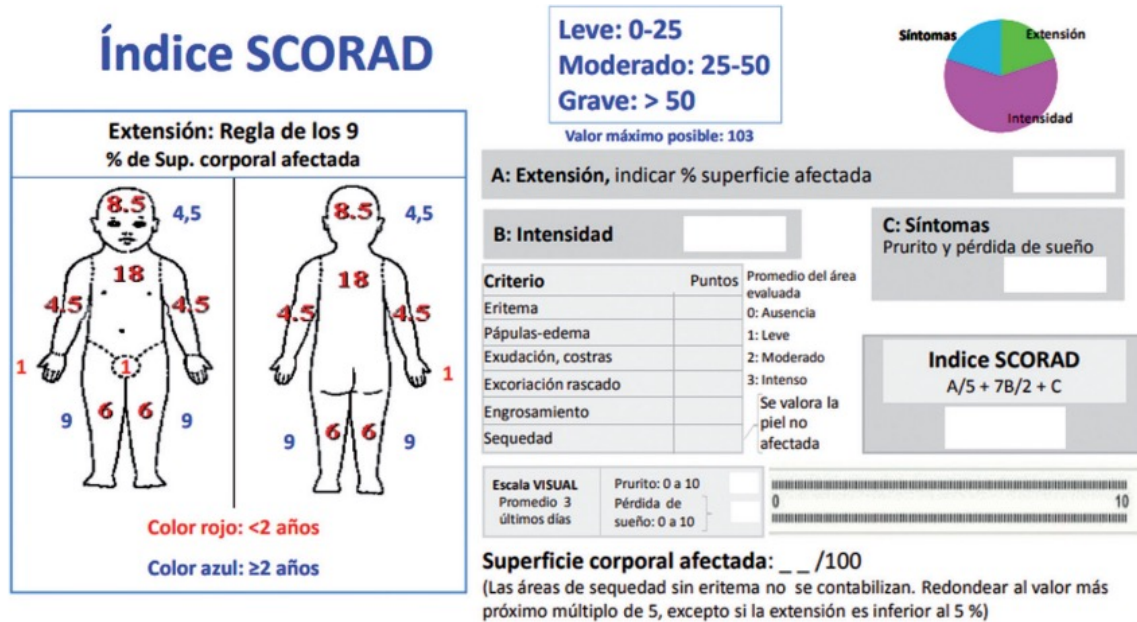 Índice SCORAD
Leve: 0-25
Moderado: 25-50
Grave: > 50
Valor máximo posible: 103
Síntomas
Extensión
Intensidad
Extensión: Regla de los 9
% de Sup. corporal afectada
8.5
4,5
8.5
4,5
18
18
4.5
4.5
4.5
4.5
1
1
1
6
6
9
9
6
6
9
9
Color rojo: <2 años
Color azul: ≥2 años
A: Extensión, indicar % superficie afectada
B: Intensidad
C: Síntomas
Prurito y pérdida de sueño
Criterio Puntos
Eritema
Pápulas-edema
Exudación, costras
Excoriación rascado
Engrosamiento
Sequedad
Promedio del área
evaluada
0: Ausencia
1: Leve
2: Moderado
3: Intenso
Se valora la
piel no
afectada
Indice SCORAD
A/5 + 7B/2 + C
Escala VISUAL
Promedio 3
últimos días
Prurito: 0 a 10
Pérdida de
sueño: 0 a 10
0 10
Superficie corporal afectada: _ _ /100
(Las áreas de sequedad sin eritema no se contabilizan. Redondear al valor más
próximo múltiplo de 5, excepto si la extensión es inferior al 5 %)